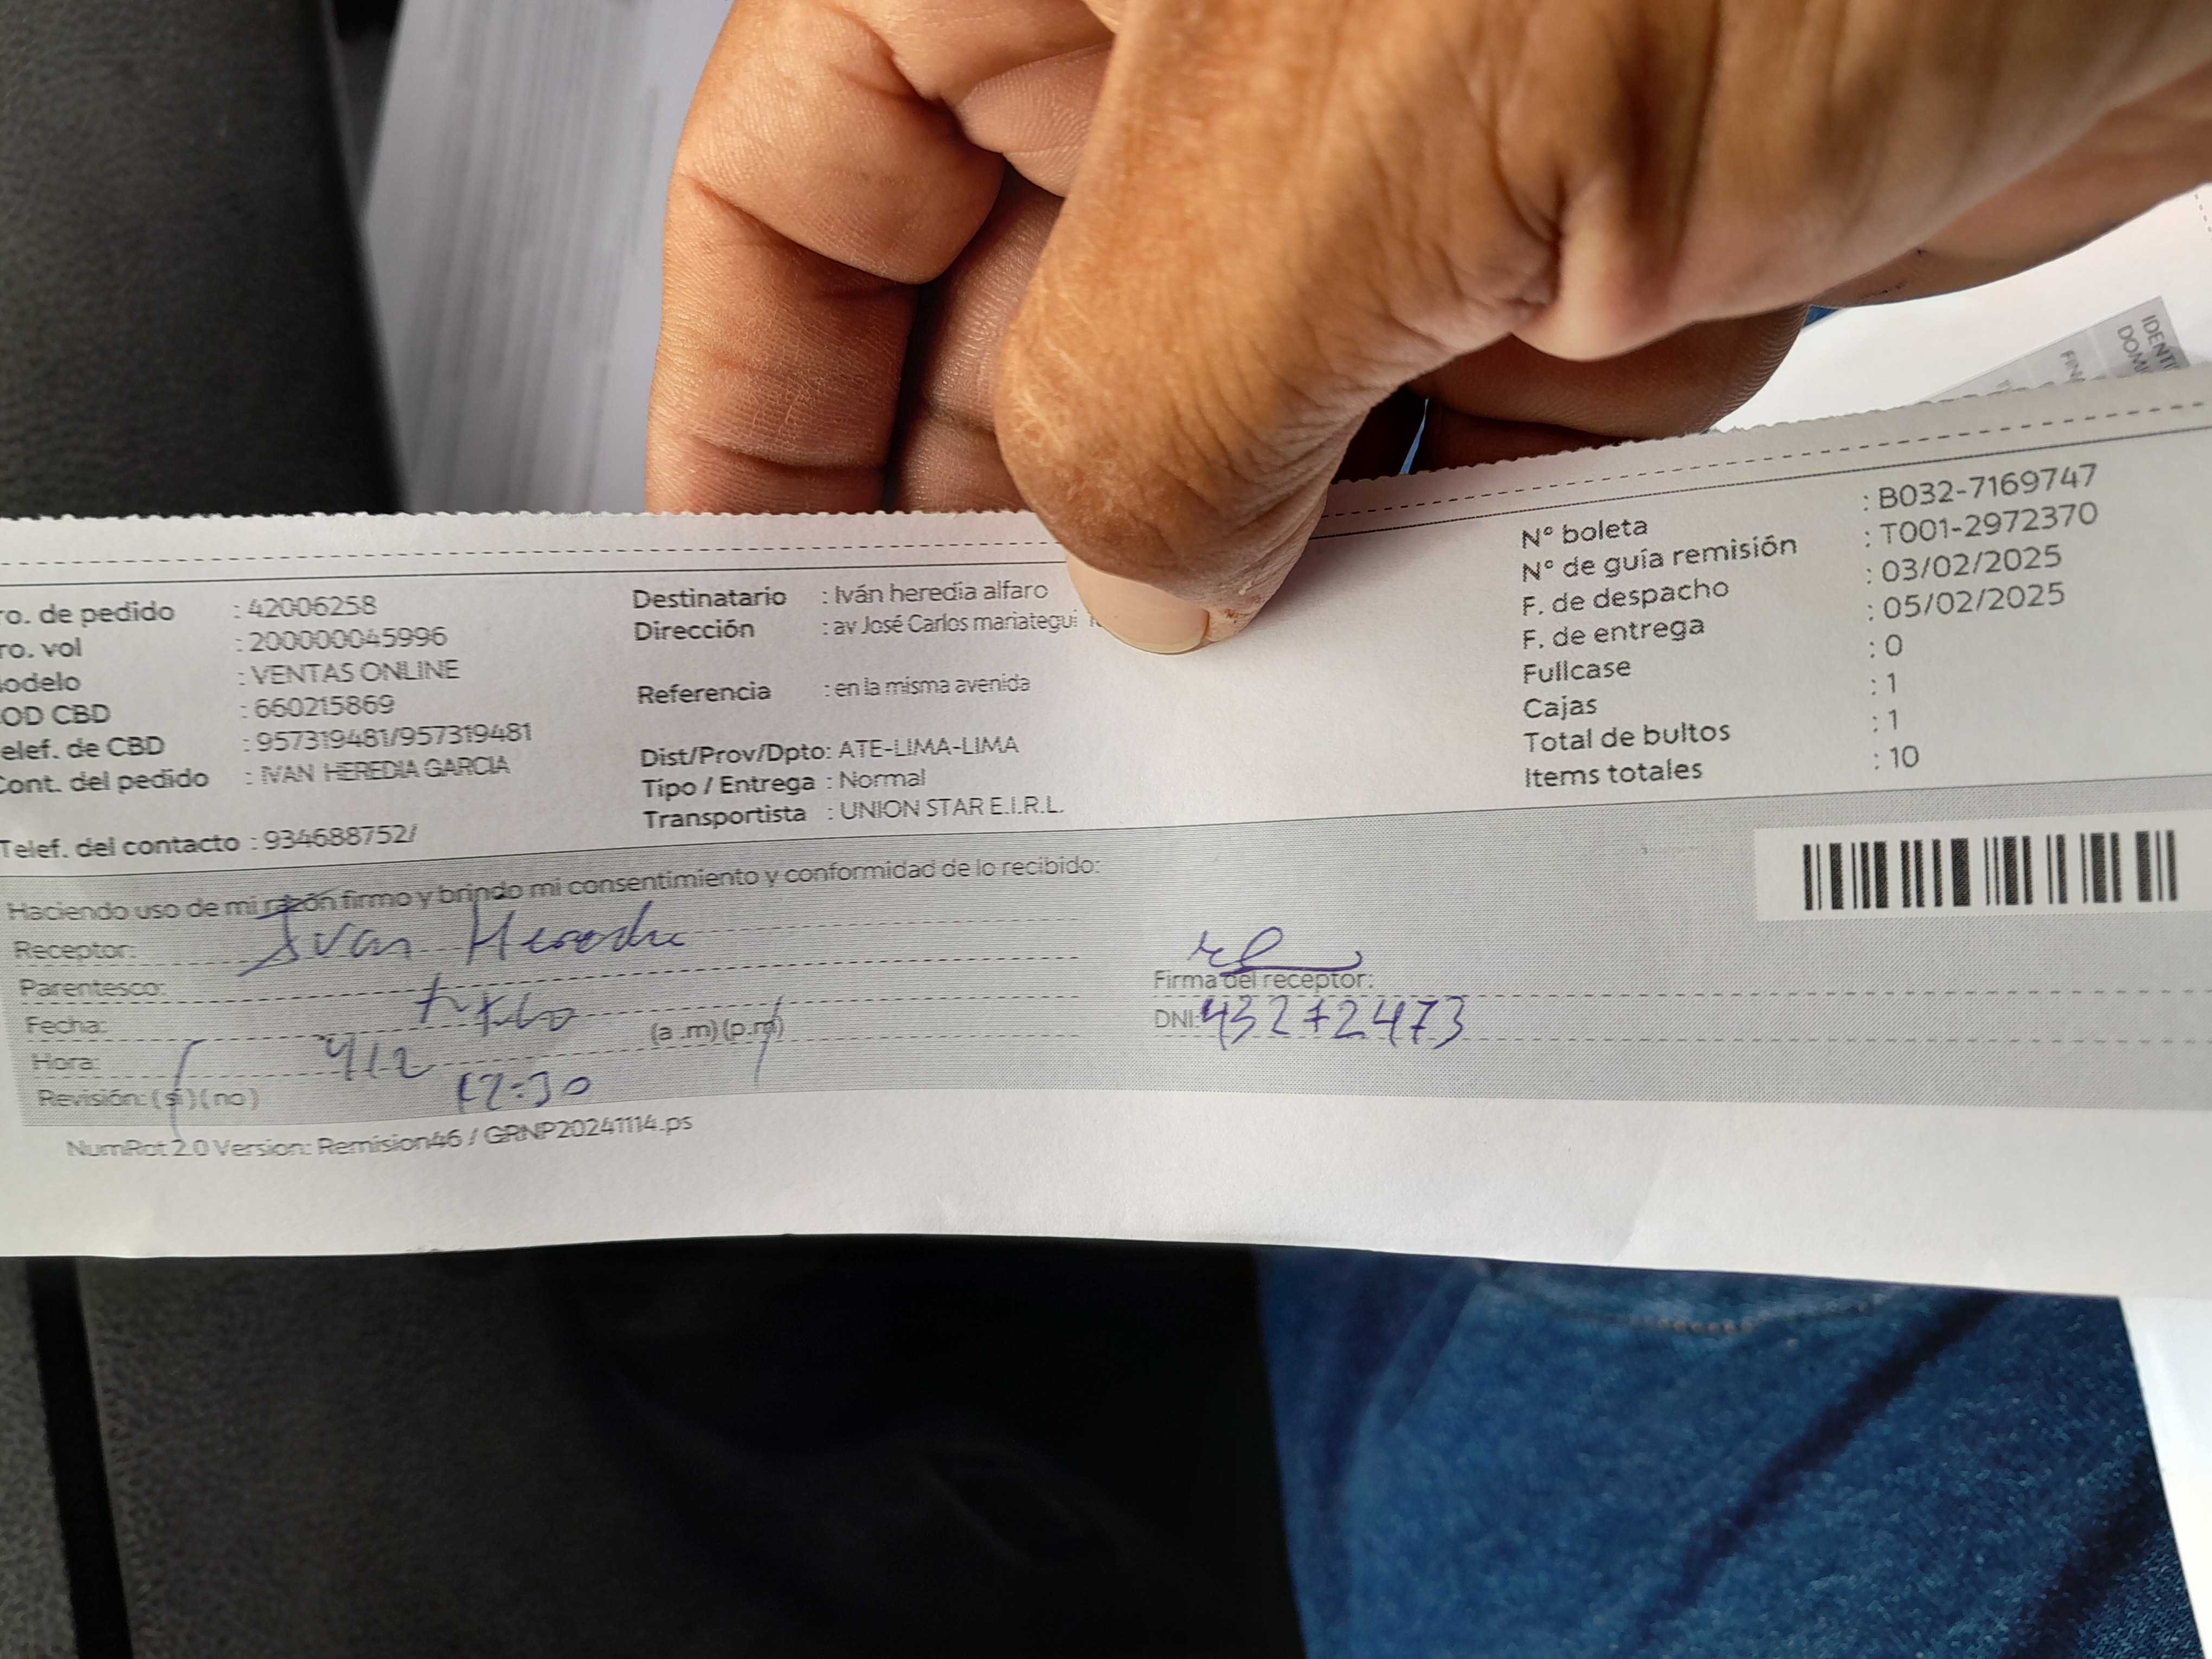 ro. de pedido : 42006258
ro. vol : 200000045996
odelo : VENTAS ONLINE
OD CBD : 660215869
elef. de CBD : 957319481/957319481
Cont. del pedido : IVAN HEREDIA GARCIA
Telef. del contacto : 934688752/
Destinatario : Iván heredia alfaro
Dirección : av José Carlos mariategui
Referencia : en la misma avenida
Dist/Prov/Dpto: ATE-LIMA-LIMA
Tipo / Entrega : Normal
Transportista : UNION STAR E.I.R.L.
N° boleta : B032-7169747
N° de guía remisión : T001-2972370
F. de despacho : 03/02/2025
F. de entrega : 05/02/2025
Fullcase : 0
Cajas : 1
Total de bultos : 1
Items totales : 10
Haciendo uso de mi razón firmo y brindo mi consentimiento y conformidad de lo recibido:
Receptor: Ivan Heredia
Parentesco:
Fecha: 4/2
Hora: 12:30 (a .m) (p.m)
Revisión: (si) (no)
Firma del receptor:
DNI: 43272473
NumRot 2.0 Version: Remision46 / GRNP20241114.ps
IDENTI
DOMI
FIN